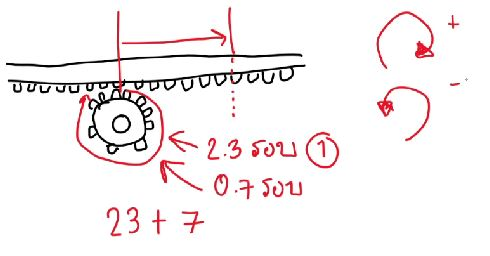 +
-
2.3 รอบ ①
0.7 รอบ
23 + 7